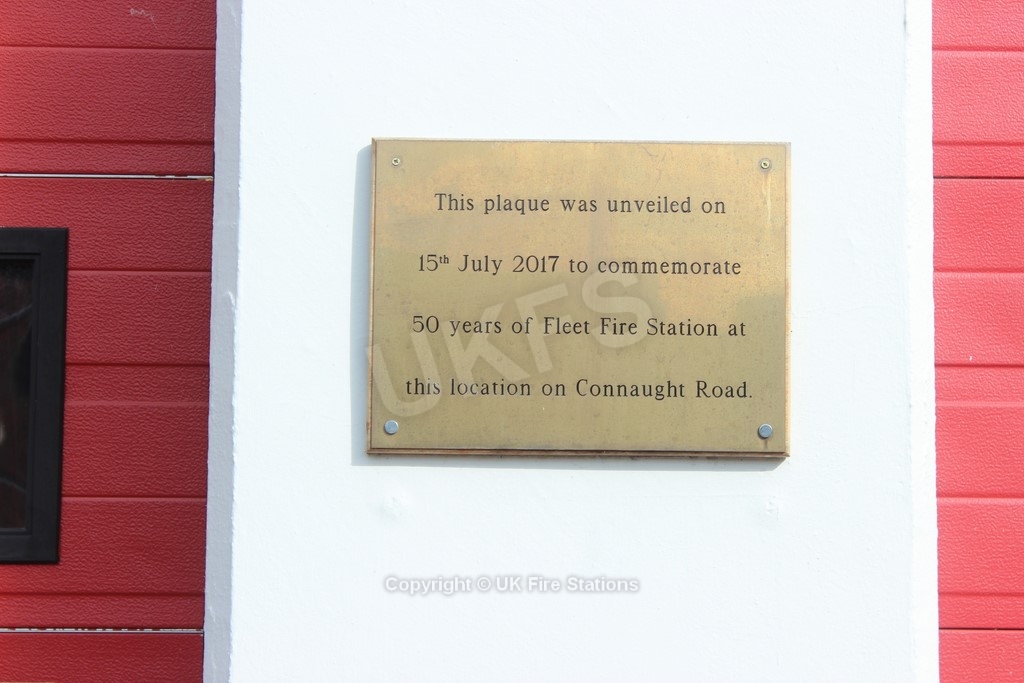 This plaque was unveiled on
15th July 2017 to commemorate
50 years of Fleet Fire Station at
this location on Connaught Road.
UKFS
Copyright © UK Fire Stations